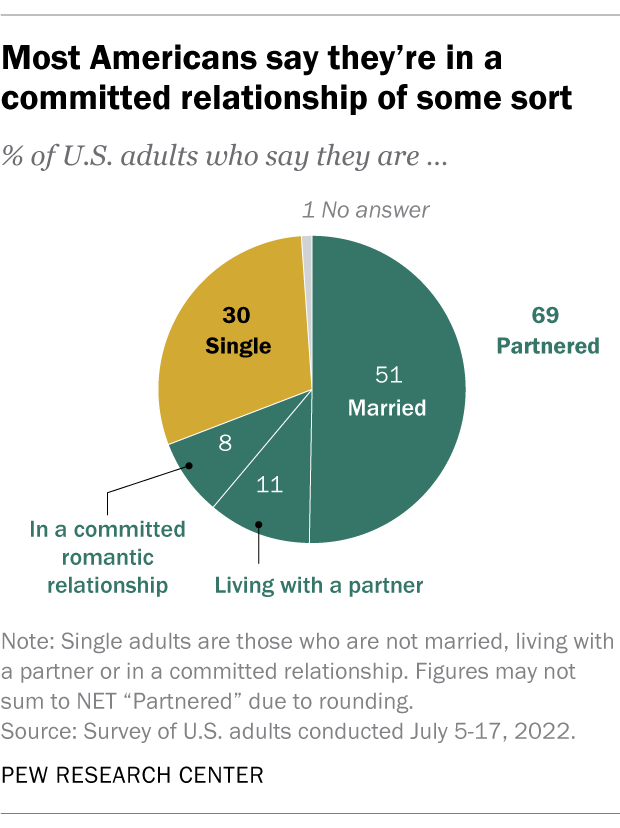 Most Americans say they’re in a
committed relationship of some sort
% of U.S. adults who say they are ...
1 No answer
30
Single
69
Partnered
51
Married
8
11
In a committed
romantic
relationship
Living with a partner
Note: Single adults are those who are not married, living with
a partner or in a committed relationship. Figures may not
sum to NET “Partnered” due to rounding.
Source: Survey of U.S. adults conducted July 5-17, 2022.
PEW RESEARCH CENTER